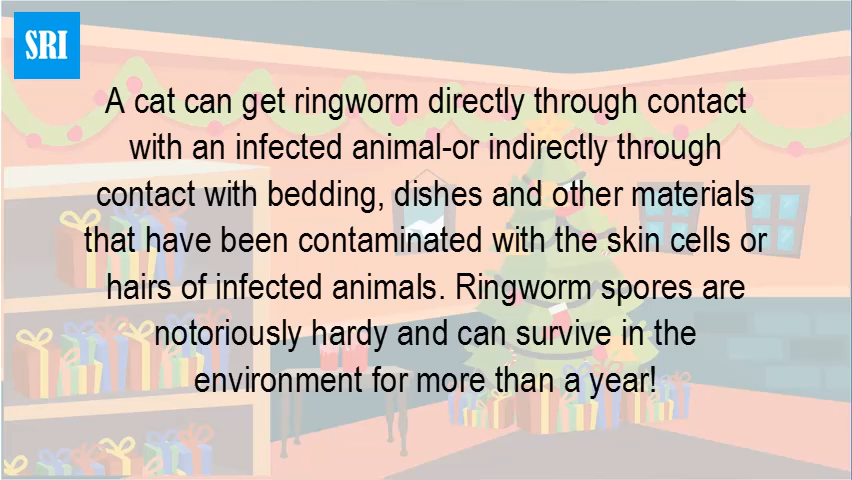 SRI
A cat can get ringworm directly through contact
with an infected animal-or indirectly through
contact with bedding, dishes and other materials
that have been contaminated with the skin cells or
hairs of infected animals. Ringworm spores are
notoriously hardy and can survive in the
environment for more than a year!